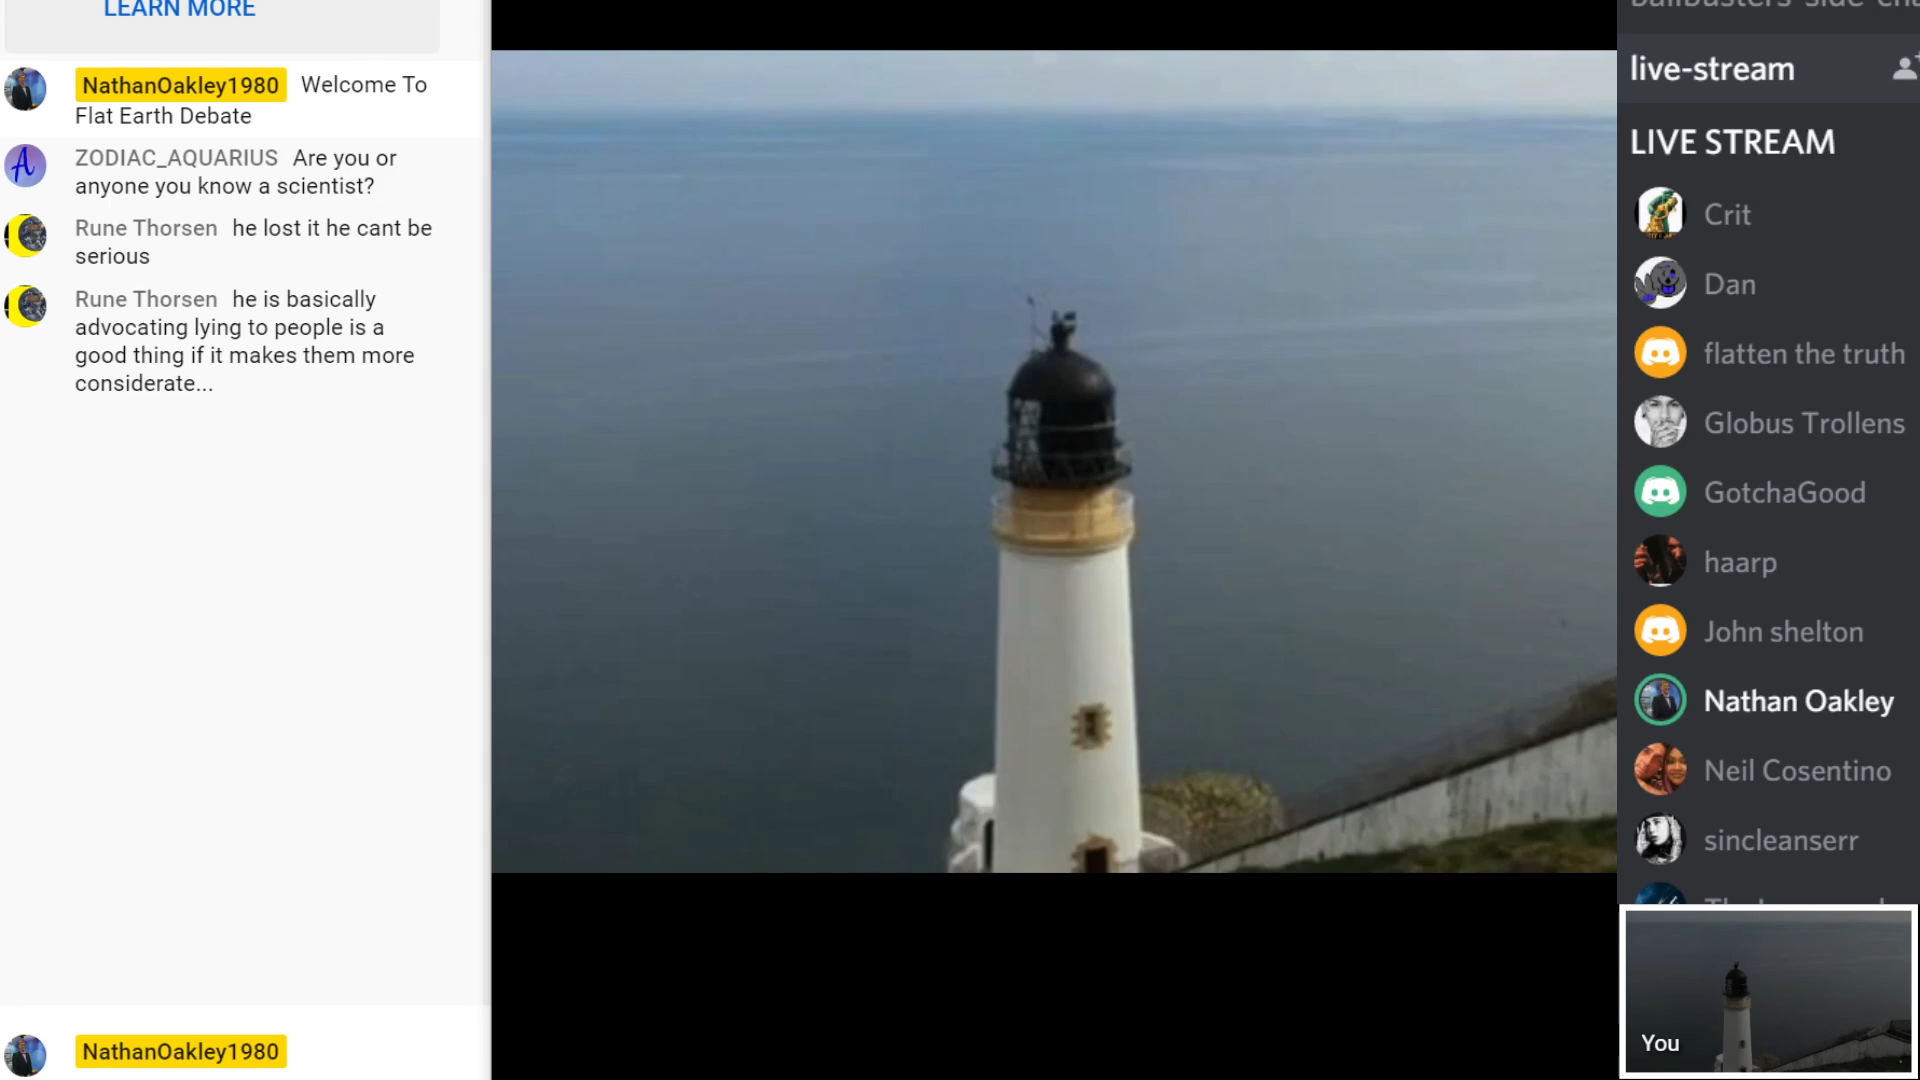 LEARN MORE
NathanOakley1980 Welcome To
Flat Earth Debate
ZODIAC_AQUARIUS Are you or
anyone you know a scientist?
Rune Thorsen he lost it he cant be
serious
Rune Thorsen he is basically
advocating lying to people is a
good thing if it makes them more
considerate...
NathanOakley1980
live-stream
LIVE STREAM
Crit
Dan
flatten the truth
Globus Trollens
GotchaGood
haarp
John shelton
Nathan Oakley
Neil Cosentino
sincleanserr
You